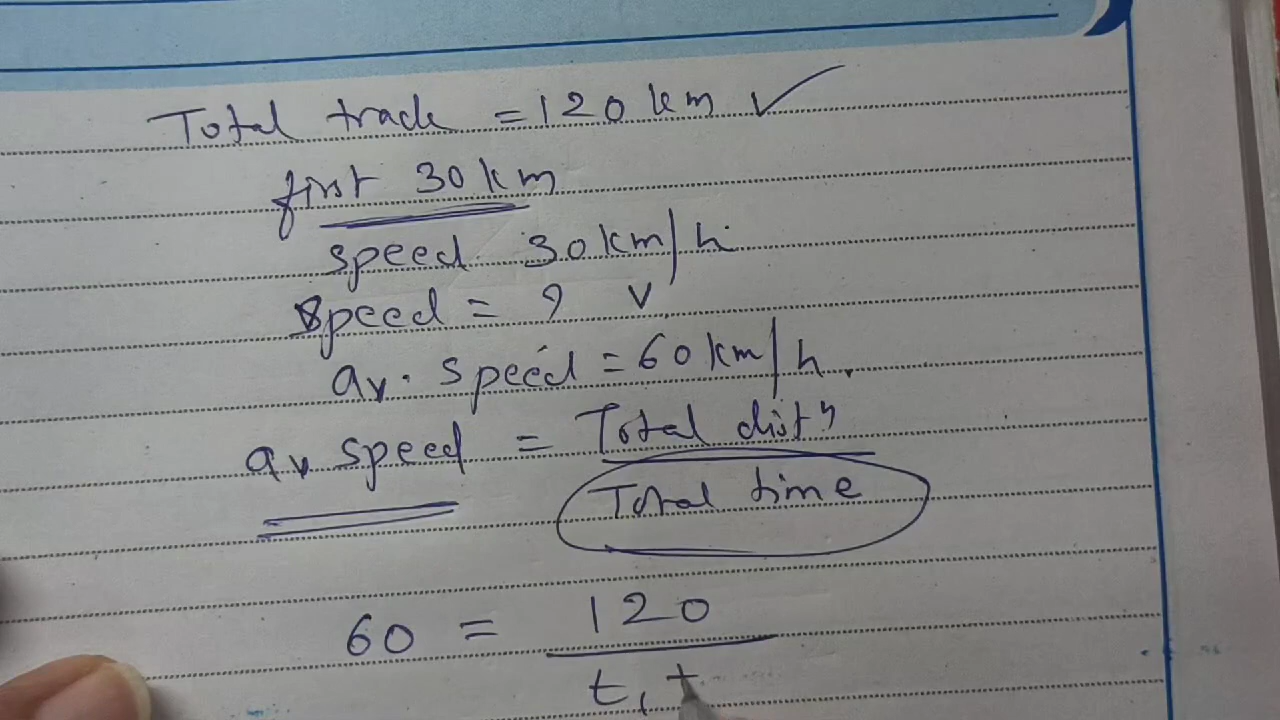 Total track = 120 km ✓
first 30 km
speed 30 km/h
speed = ? v
av. speed = 60 km/h.
av speed = Total distn
Total time
60 = 120
t₁ +